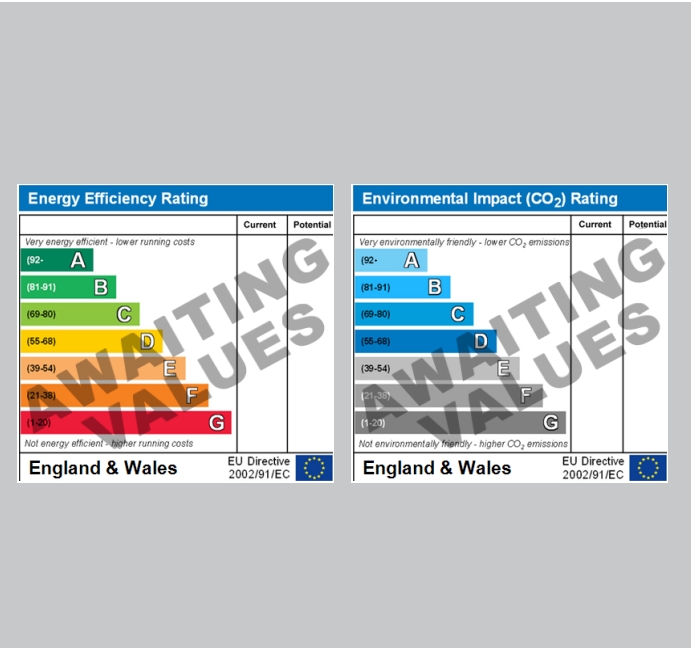 Energy Efficiency Rating
Current Potential
Very energy efficient - lower running costs
(92- A
(81-91) B
(69-80) C
(55-68) D
(39-54) E
(21-38) F
(1-20) G
Not energy efficient - higher running costs
AWAITING
VALUES
England & Wales
EU Directive
2002/91/EC
Environmental Impact (CO2) Rating
Current Potential
Very environmentally friendly - lower CO2 emissions
(92- A
(81-91) B
(69-80) C
(55-68) D
(39-54) E
(21-38) F
(1-20) G
Not environmentally friendly - higher CO2 emissions
AWAITING
VALUES
England & Wales
EU Directive
2002/91/EC